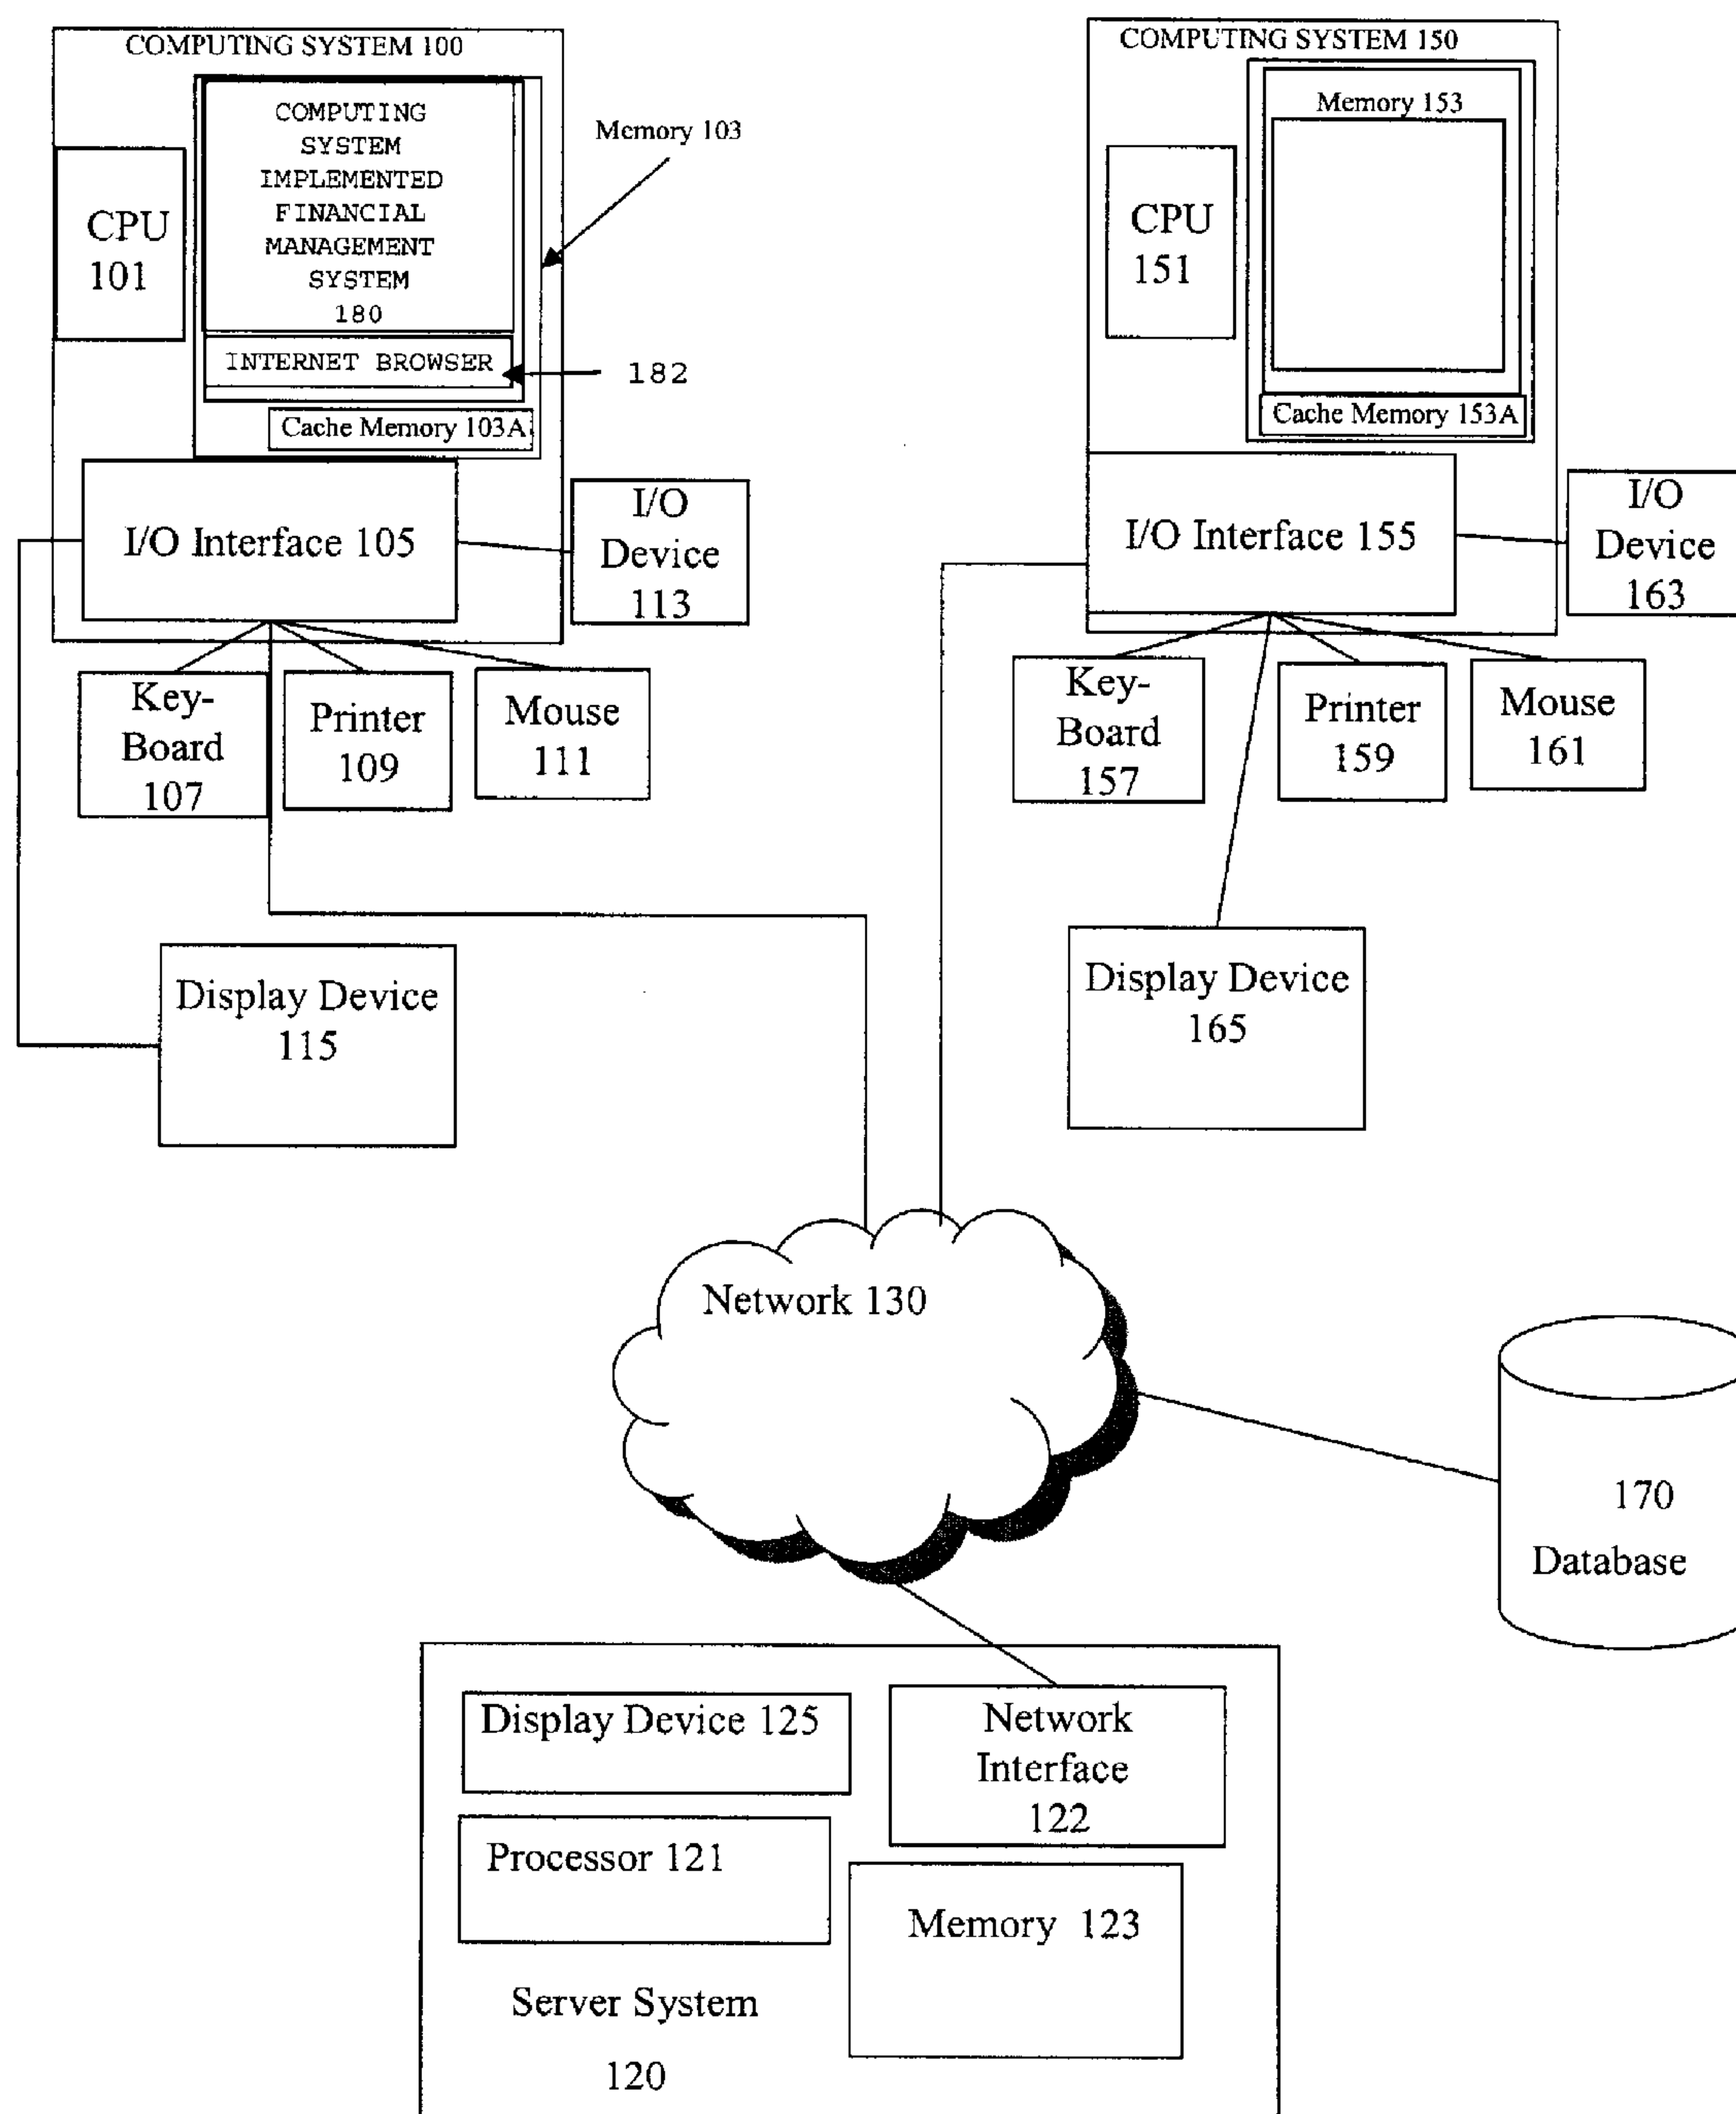 COMPUTING SYSTEM 100
COMPUTING
SYSTEM
IMPLEMENTED
FINANCIAL
MANAGEMENT
SYSTEM
180
INTERNET BROWSER
182
Memory 103
CPU
101
Cache Memory 103A
I/O Interface 105
I/O
Device
113
Key-
Board
107
Printer
109
Mouse
111
Display Device
115
COMPUTING SYSTEM 150
Memory 153
CPU
151
Cache Memory 153A
I/O Interface 155
I/O
Device
163
Key-
Board
157
Printer
159
Mouse
161
Display Device
165
Network 130
170
Database
Display Device 125
Network
Interface
122
Processor 121
Memory 123
Server System
120